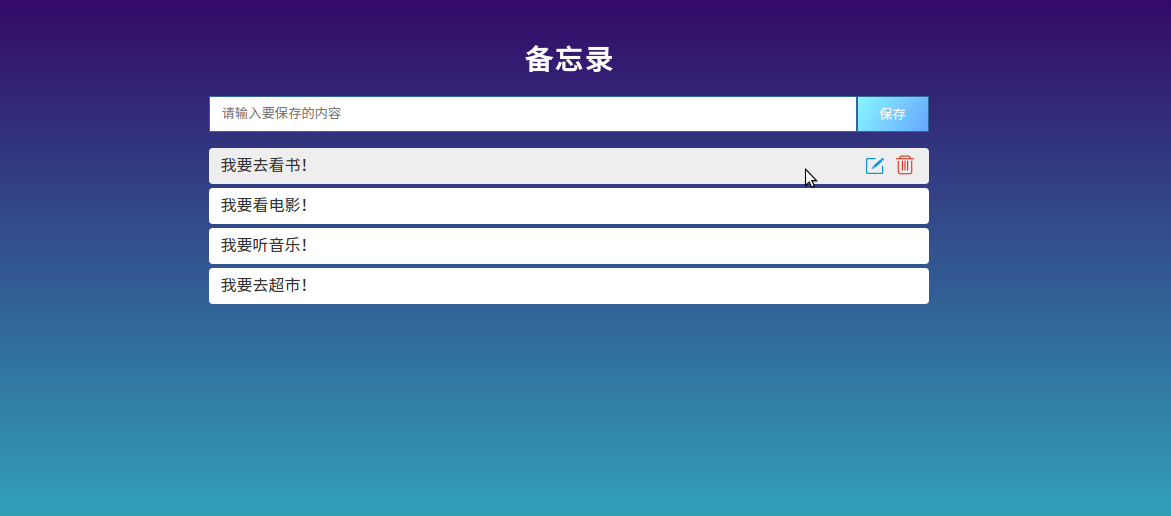 备忘录
请输入要保存的内容
保存
我要去看书！
我要看电影！
我要听音乐！
我要去超市！